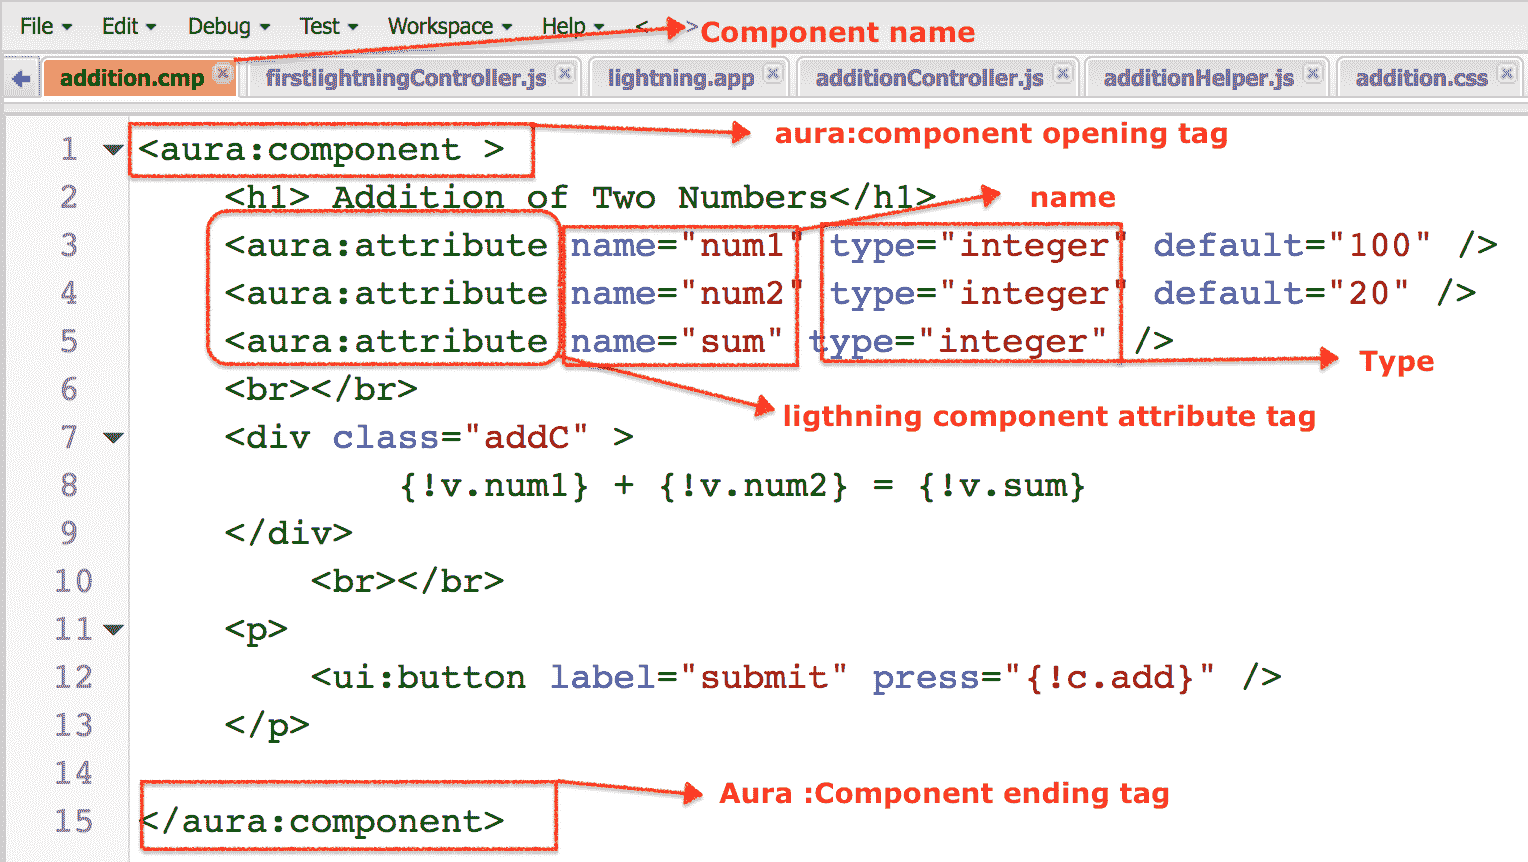 File Edit Debug Test Workspace Help < >
Component name
addition.cmp firstlightningController.js lightning.app additionController.js additionHelper.js addition.css
aura:component opening tag
1 <aura:component >
2 <h1> Addition of Two Numbers</h1>
name
3 <aura:attribute name="num1" type="integer" default="100" />
4 <aura:attribute name="num2" type="integer" default="20" />
5 <aura:attribute name="sum" type="integer" />
Type
6 <br></br>
ligthning component attribute tag
7 <div class="addC" >
8 {!v.num1} + {!v.num2} = {!v.sum}
9 </div>
10 <br></br>
11 <p>
12 <ui:button label="submit" press="{!c.add}" />
13 </p>
14
Aura :Component ending tag
15 </aura:component>